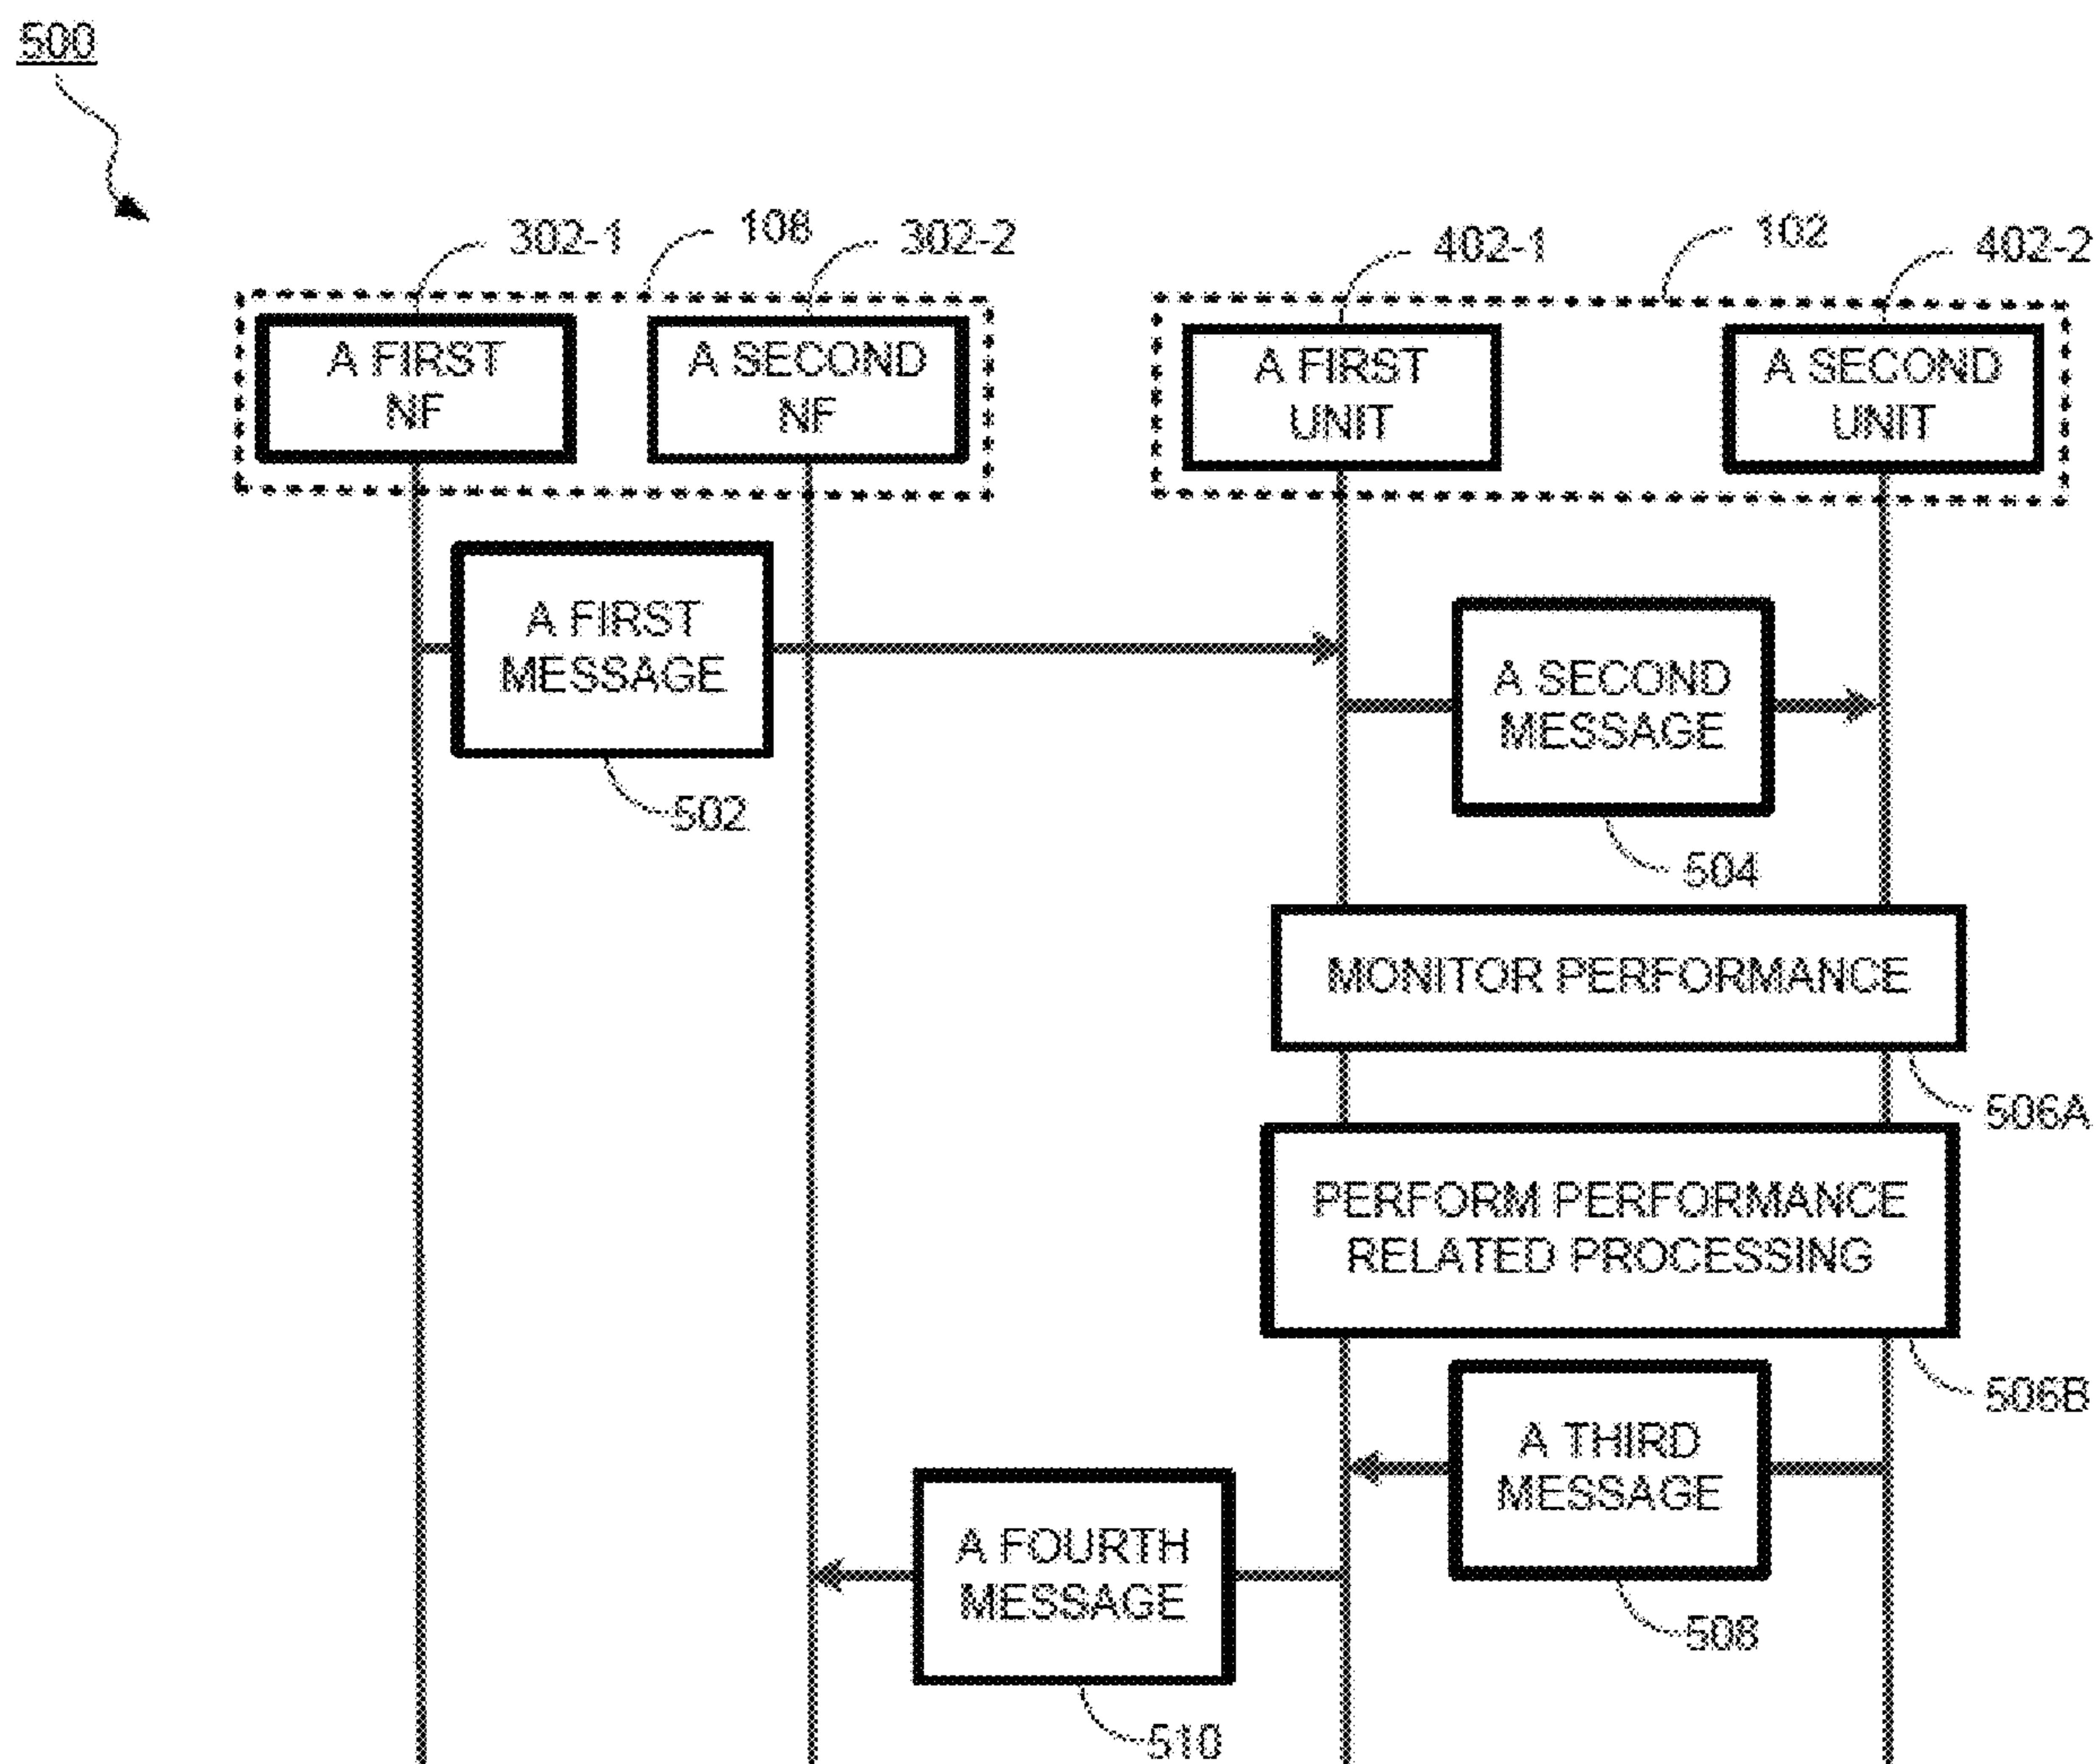 500
302-1
108
302-2
402-1
102
402-2
A FIRST
NF
A SECOND
NF
A FIRST
UNIT
A SECOND
UNIT
A FIRST
MESSAGE
502
A SECOND
MESSAGE
504
MONITOR PERFORMANCE
506A
PERFORM PERFORMANCE
RELATED PROCESSING
506B
A THIRD
MESSAGE
508
A FOURTH
MESSAGE
510